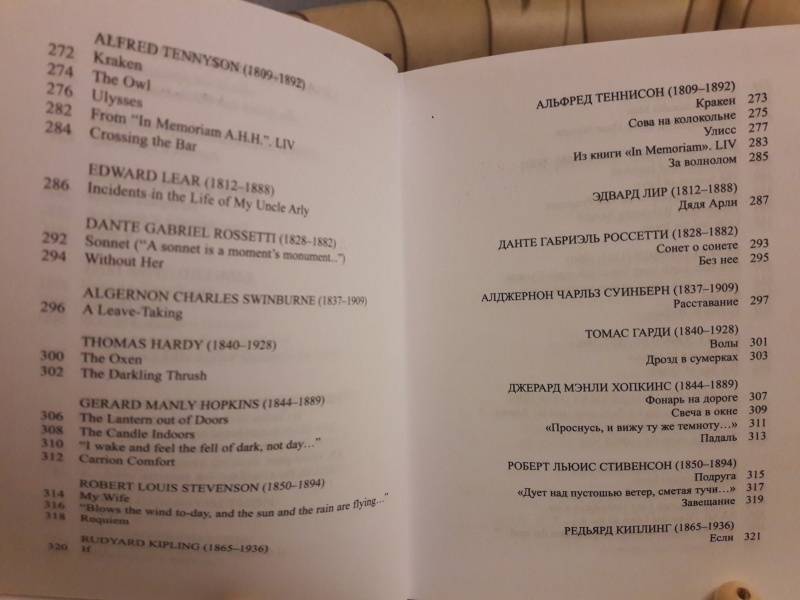 ALFRED TENNYSON (1809–1892)
272 Kraken
274 The Owl
276 Ulysses
282 From “In Memoriam A.H.H.”. LIV
284 Crossing the Bar
EDWARD LEAR (1812–1888)
286 Incidents in the Life of My Uncle Arly
DANTE GABRIEL ROSSETTI (1828–1882)
292 Sonnet (“A sonnet is a moment's monument...”)
294 Without Her
ALGERNON CHARLES SWINBURNE (1837–1909)
296 A Leave-Taking
THOMAS HARDY (1840–1928)
300 The Oxen
302 The Darkling Thrush
GERARD MANLY HOPKINS (1844–1889)
306 The Lantern out of Doors
308 The Candle Indoors
310 “I wake and feel the fell of dark, not day...”
312 Carrion Comfort
ROBERT LOUIS STEVENSON (1850–1894)
314 My Wife
316 “Blows the wind to-day, and the sun and the rain are flying...”
318 Requiem
RUDYARD KIPLING (1865–1936)
320 If
АЛЬФРЕД ТЕННИСОН (1809–1892)
Кракен 273
Сова на колокольне 275
Улисс 277
Из книги «In Memoriam». LIV 283
За волнолом 285
ЭДВАРД ЛИР (1812–1888)
Дядя Арли 287
ДАНТЕ ГАБРИЭЛЬ РОССЕТТИ (1828–1882)
Сонет о сонете 293
Без нее 295
АЛДЖЕРНОН ЧАРЛЬЗ СУИНБЕРН (1837–1909)
Расставание 297
ТОМАС ГАРДИ (1840–1928)
Волы 301
Дрозд в сумерках 303
ДЖЕРАРД МЭНЛИ ХОПКИНС (1844–1889)
Фонарь на дороге 307
Свеча в окне 309
«Проснусь, и вижу ту же темноту...» 311
Падаль 313
РОБЕРТ ЛЬЮИС СТИВЕНСОН (1850–1894)
Подруга 315
«Дует над пустошью ветер, сметая тучи...» 317
Завещание 319
РЕДЬЯРД КИПЛИНГ (1865–1936)
Если 321